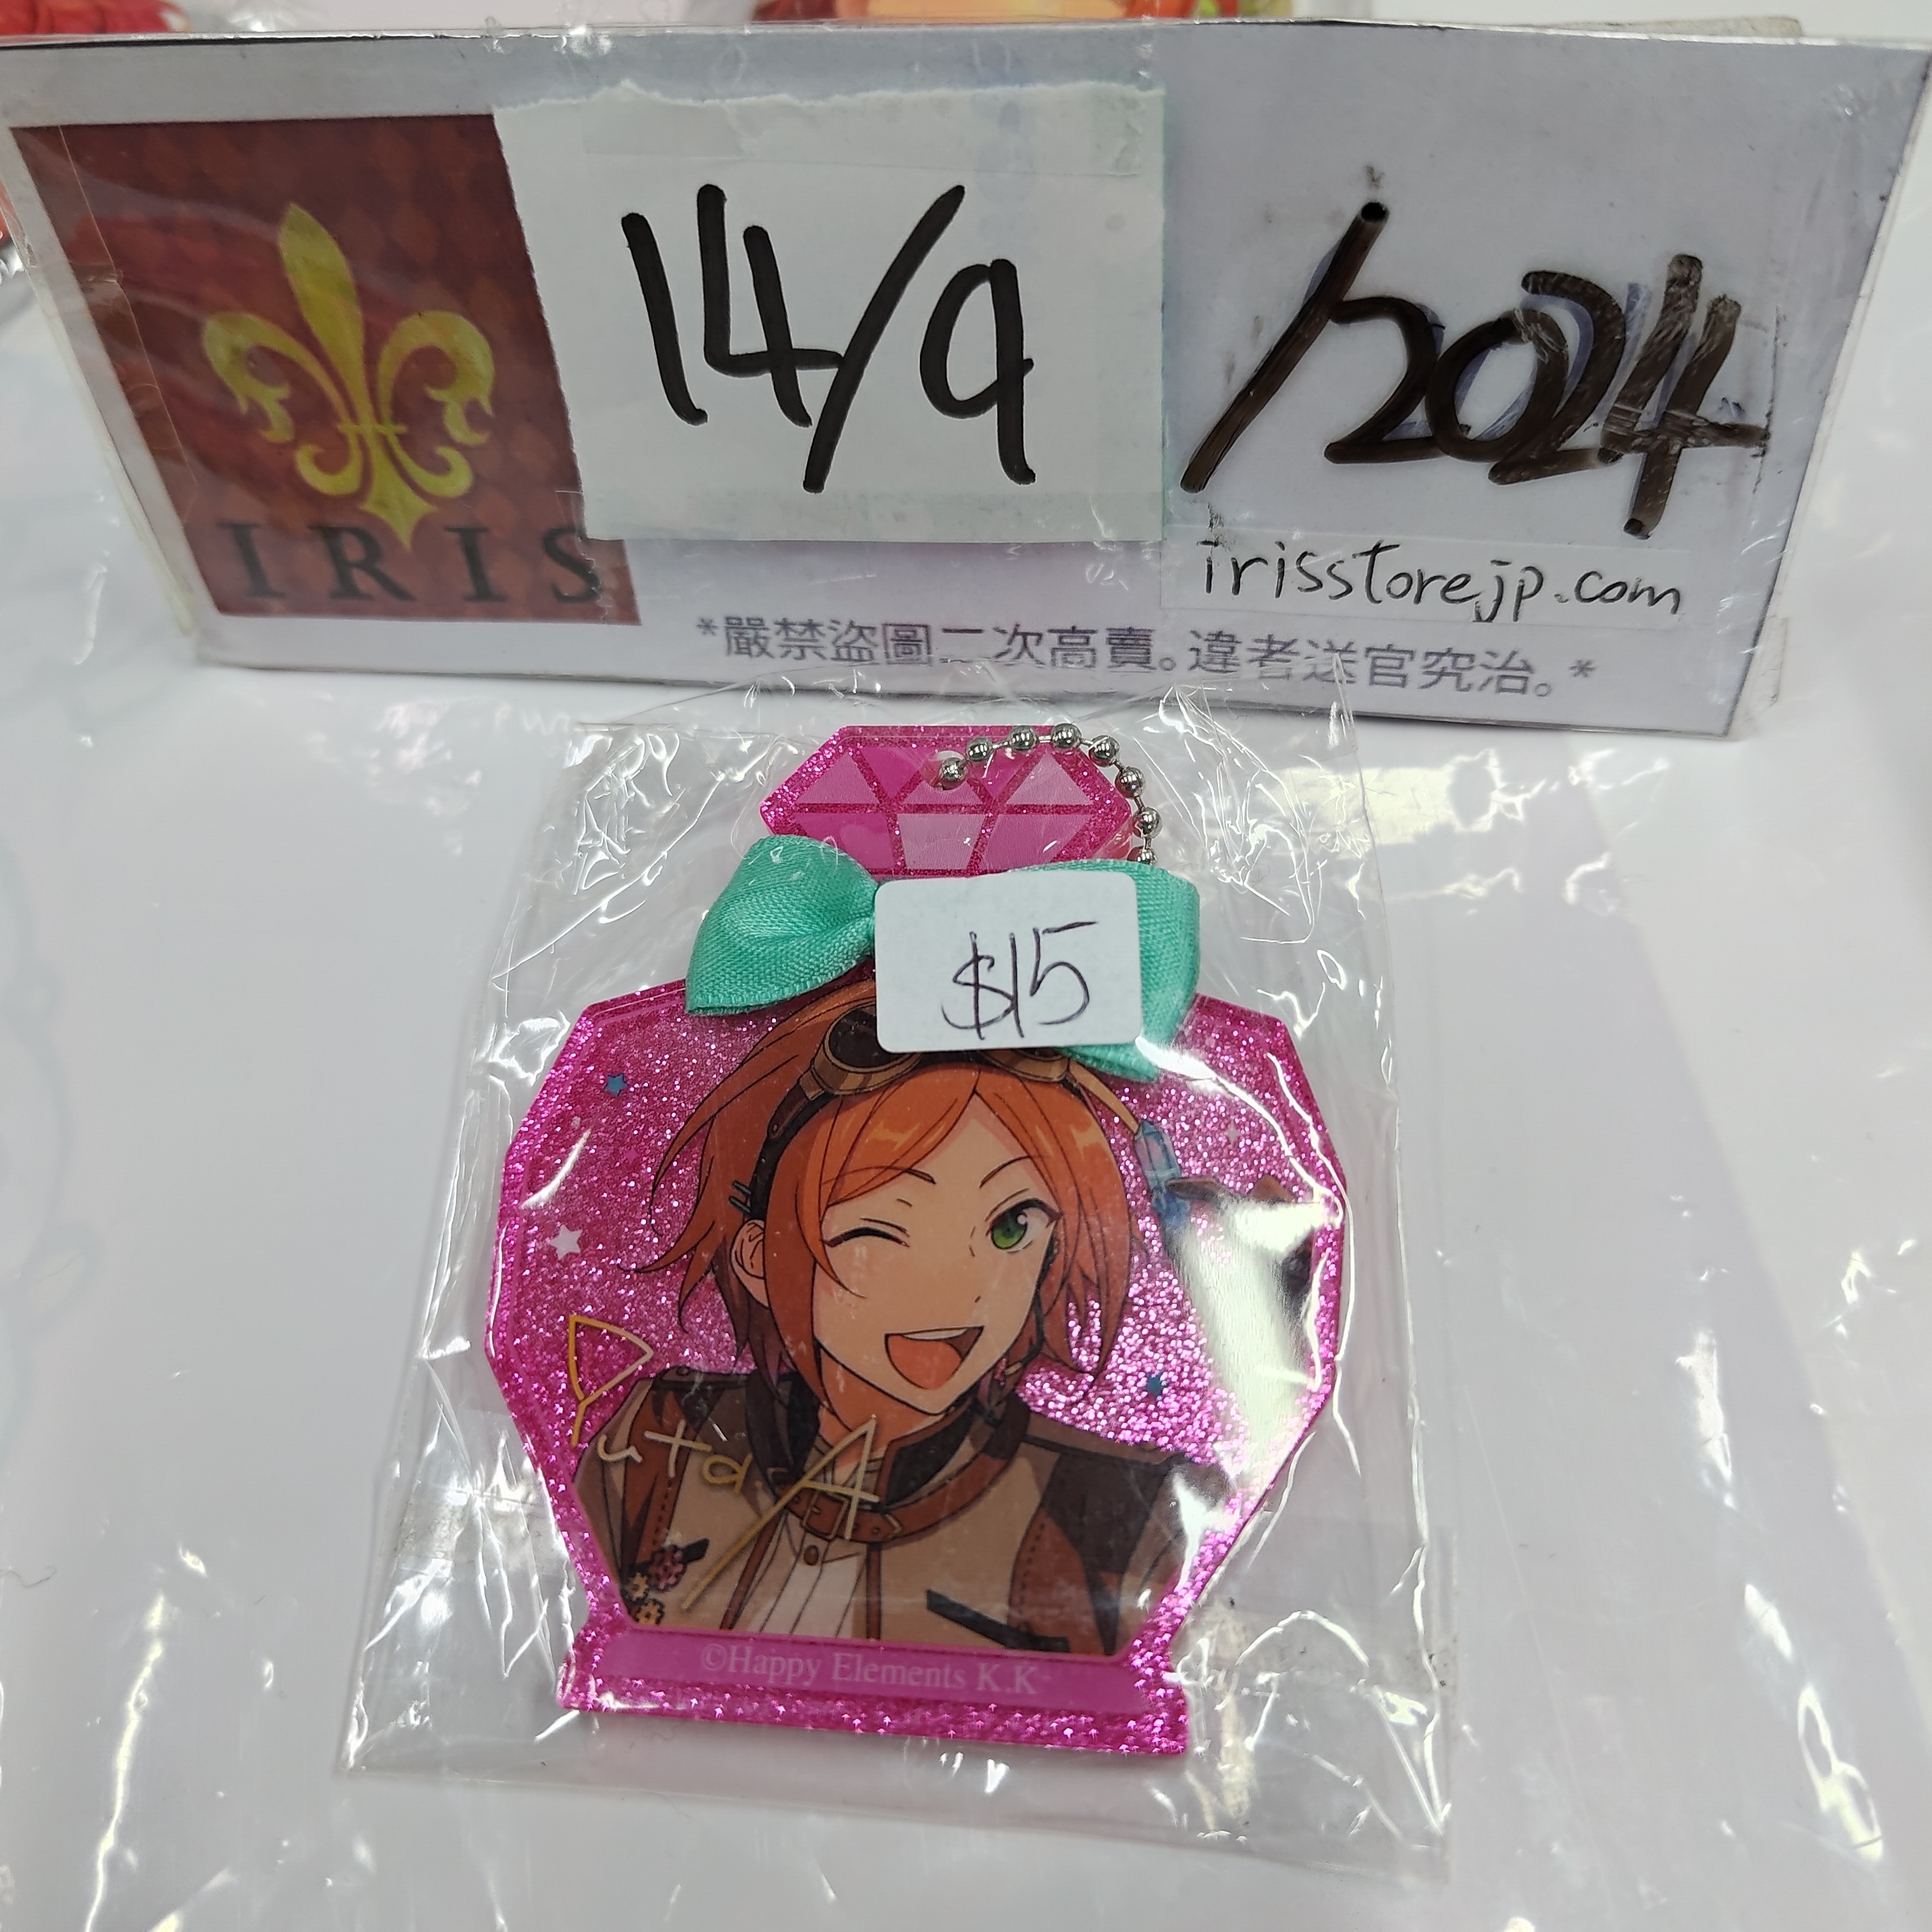 14/9
/2024
IRIS
irisstorejp.com
*嚴禁盜圖二次高賣。違者送官究治。*
$15
Yuta A
©Happy Elements K.K